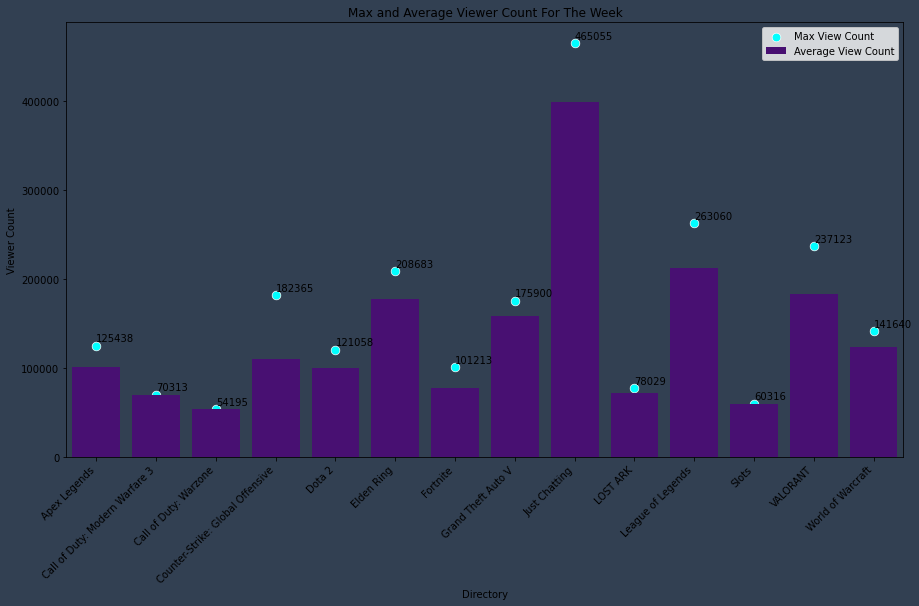 Max and Average Viewer Count For The Week
Max View Count
Average View Count
Viewer Count
400000
300000
200000
100000
0
465055
263060
237123
208683
182365
175900
141640
125438
121058
101213
78029
70313
60316
54195
Apex Legends
Call of Duty: Modern Warfare 3
Call of Duty: Warzone
Counter-Strike: Global Offensive
Dota 2
Elden Ring
Fortnite
Grand Theft Auto V
Just Chatting
LOST ARK
League of Legends
Slots
VALORANT
World of Warcraft
Directory